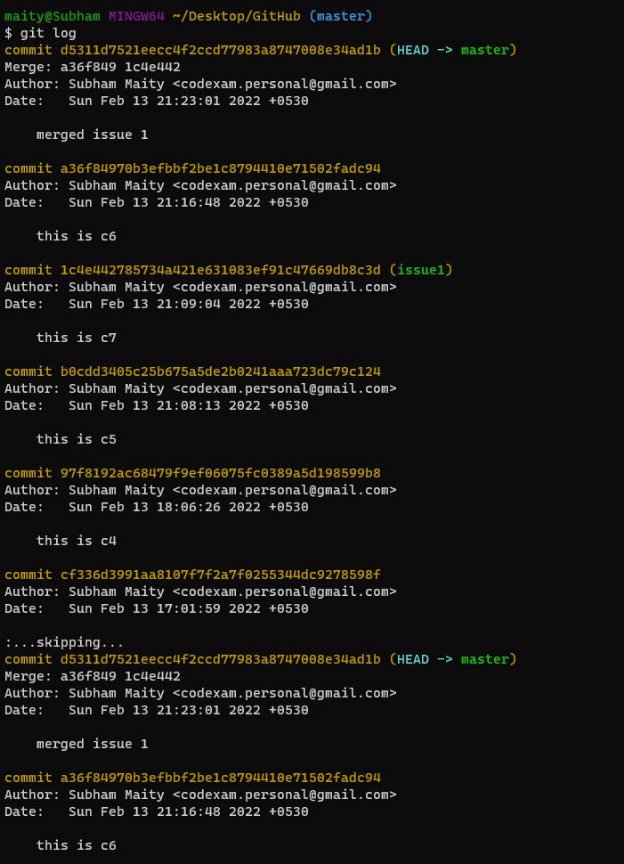 maity@Subham MINGW64 ~/Desktop/GitHub (master)
$ git log
commit d5311d7521eecc4f2ccd77983a8747008e34ad1b (HEAD -> master)
Merge: a36f849 1c4e442
Author: Subham Maity <codexam.personal@gmail.com>
Date:   Sun Feb 13 21:23:01 2022 +0530

    merged issue 1

commit a36f84970b3efbbf2be1c8794410e71502fadc94
Author: Subham Maity <codexam.personal@gmail.com>
Date:   Sun Feb 13 21:16:48 2022 +0530

    this is c6

commit 1c4e442785734a421e631083ef91c47669db8c3d (issue1)
Author: Subham Maity <codexam.personal@gmail.com>
Date:   Sun Feb 13 21:09:04 2022 +0530

    this is c7

commit b0cdd3405c25b675a5de2b0241aaa723dc79c124
Author: Subham Maity <codexam.personal@gmail.com>
Date:   Sun Feb 13 21:08:13 2022 +0530

    this is c5

commit 97f8192ac68479f9ef06075fc0389a5d198599b8
Author: Subham Maity <codexam.personal@gmail.com>
Date:   Sun Feb 13 18:06:26 2022 +0530

    this is c4

commit cf336d3991aa8107f7f2a7f0255344dc9278598f
Author: Subham Maity <codexam.personal@gmail.com>
Date:   Sun Feb 13 17:01:59 2022 +0530

:...skipping...
commit d5311d7521eecc4f2ccd77983a8747008e34ad1b (HEAD -> master)
Merge: a36f849 1c4e442
Author: Subham Maity <codexam.personal@gmail.com>
Date:   Sun Feb 13 21:23:01 2022 +0530

    merged issue 1

commit a36f84970b3efbbf2be1c8794410e71502fadc94
Author: Subham Maity <codexam.personal@gmail.com>
Date:   Sun Feb 13 21:16:48 2022 +0530

    this is c6